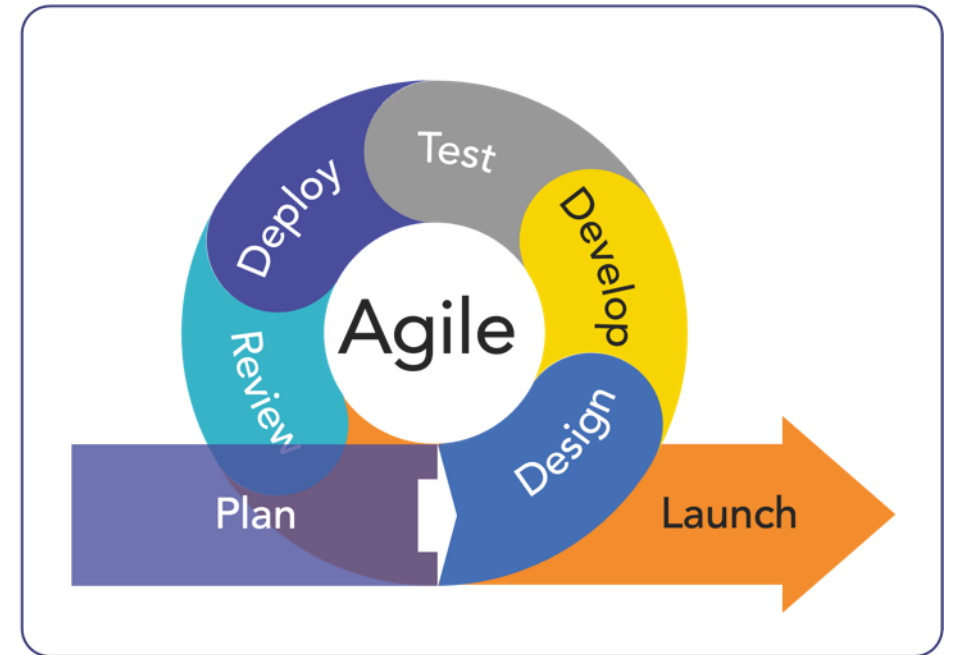 Test
Deploy
Develop
Agile
Review
Design
Plan
Launch